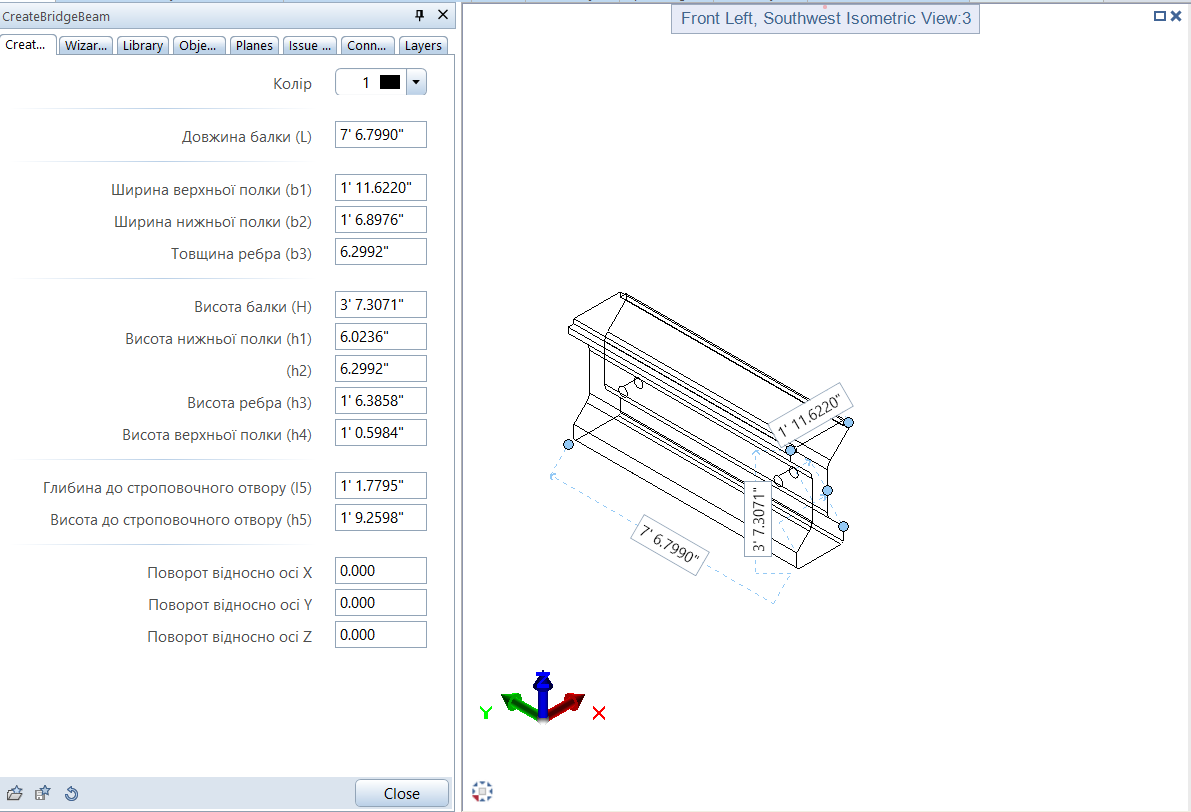 CreateBridgeBeam
Creat... Wizar... Library Obje... Planes Issue ... Conn... Layers
Колір 1
Довжина балки (L) 7' 6.7990"
Ширина верхньої полки (b1) 1' 11.6220"
Ширина нижньої полки (b2) 1' 6.8976"
Товщина ребра (b3) 6.2992"
Висота балки (H) 3' 7.3071"
Висота нижньої полки (h1) 6.0236"
(h2) 6.2992"
Висота ребра (h3) 1' 6.3858"
Висота верхньої полки (h4) 1' 0.5984"
Глибина до строповочного отвору (l5) 1' 1.7795"
Висота до строповочного отвору (h5) 1' 9.2598"
Поворот відносно осі X 0.000
Поворот відносно осі Y 0.000
Поворот відносно осі Z 0.000
Close
Front Left, Southwest Isometric View:3
1' 11.6220"
3' 7.3071"
7' 6.7990"
Y
X